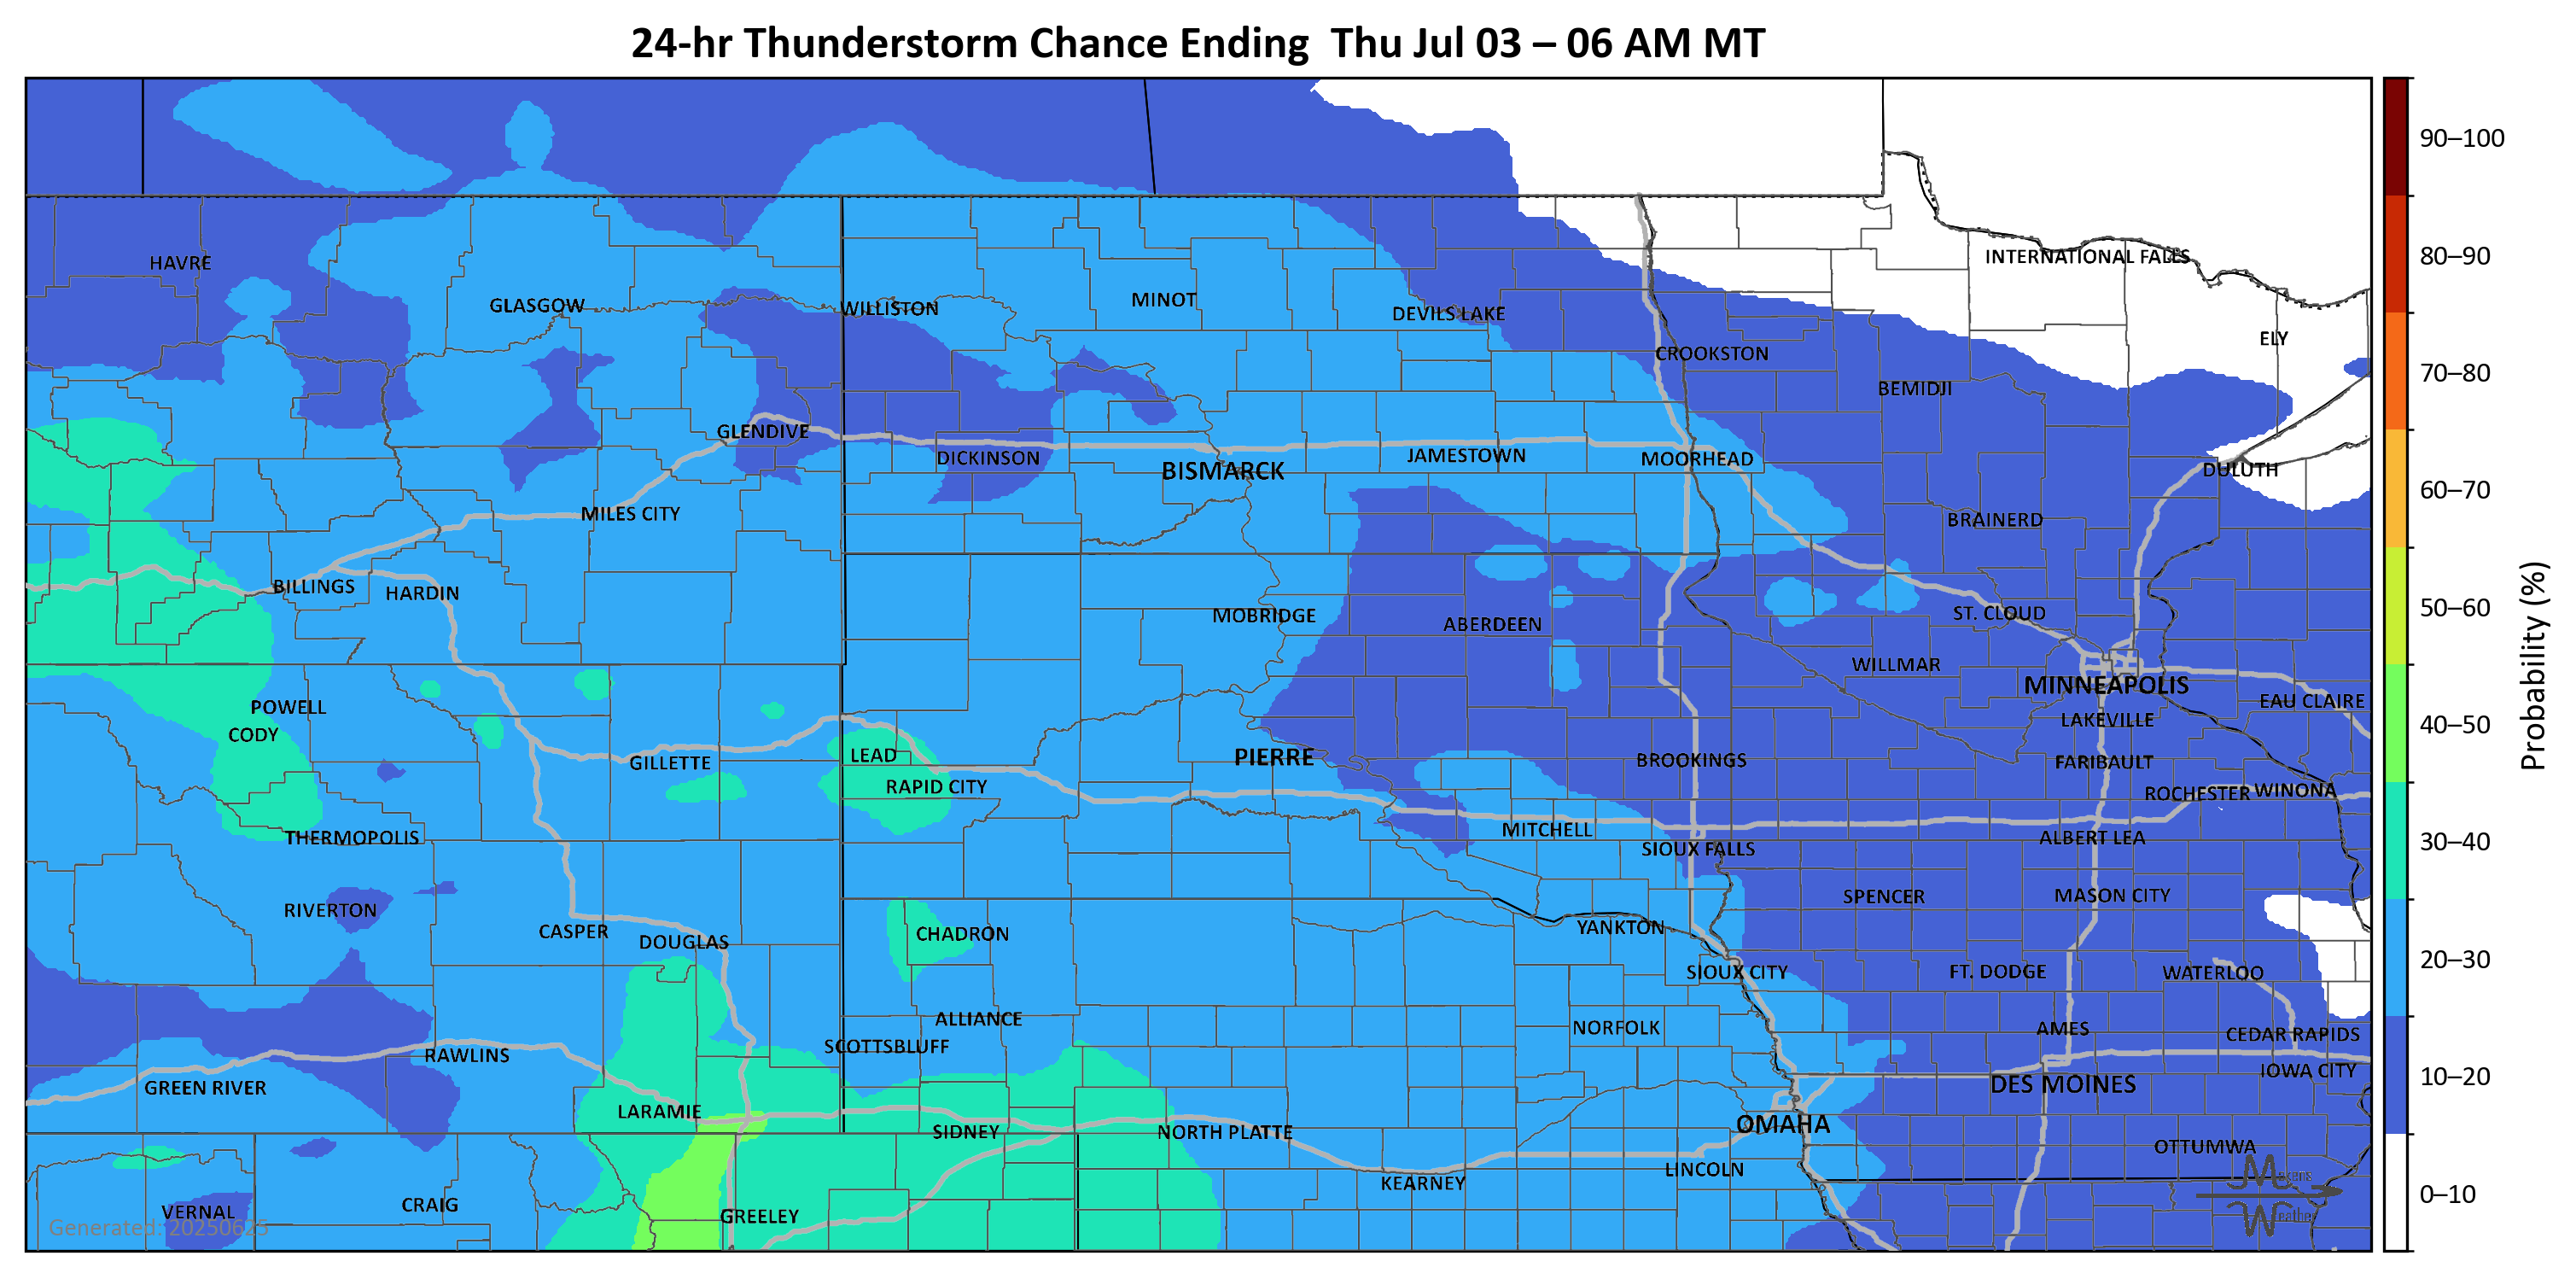 24-hr Thunderstorm Chance Ending  Thu Jul 03 – 06 AM MT
90–100
INTERNATIONAL FALLS
80–90
HAVRE
GLASGOW
WILLISTON
MINOT
DEVILS LAKE
ELY
CROOKSTON
70–80
BEMIDJI
GLENDIVE
DICKINSON
BISMARCK
JAMESTOWN
MOORHEAD
DULUTH
60–70
MILES CITY
BRAINERD
BILLINGS
HARDIN
MOBRIDGE
ABERDEEN
ST. CLOUD
50–60
WILLMAR
MINNEAPOLIS
Probability (%)
POWELL
EAU CLAIRE
CODY
LAKEVILLE
40–50
LEAD
PIERRE
GILLETTE
BROOKINGS
FARIBAULT
RAPID CITY
ROCHESTER
WINONA
THERMOPOLIS
MITCHELL
ALBERT LEA
30–40
SIOUX FALLS
RIVERTON
SPENCER
MASON CITY
CASPER
DOUGLAS
CHADRON
YANKTON
20–30
SIOUX CITY
FT. DODGE
WATERLOO
ALLIANCE
NORFOLK
AMES
CEDAR RAPIDS
SCOTTSBLUFF
RAWLINS
IOWA CITY
10–20
GREEN RIVER
DES MOINES
LARAMIE
SIDNEY
NORTH PLATTE
OMAHA
OTTUMWA
LINCOLN
KEARNEY
Weather
0–10
VERNAL
CRAIG
GREELEY
Generated: 20250625